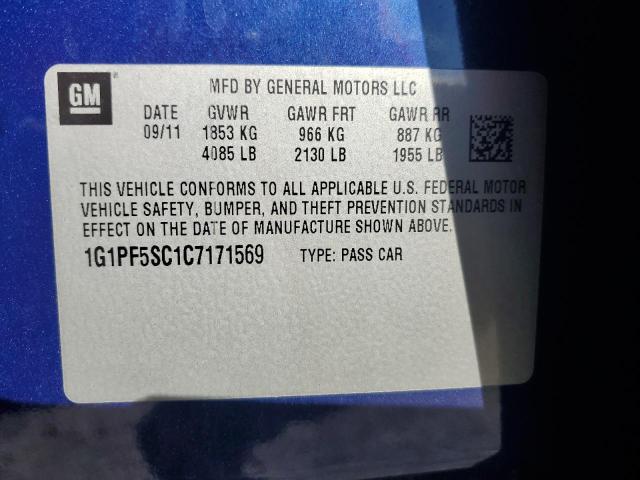 GM
MFD BY GENERAL MOTORS LLC
DATE GVWR GAWR FRT GAWR RR
09/11 1853 KG 966 KG 887 KG
4085 LB 2130 LB 1955 LB
THIS VEHICLE CONFORMS TO ALL APPLICABLE U.S. FEDERAL MOTOR
VEHICLE SAFETY, BUMPER, AND THEFT PREVENTION STANDARDS IN
EFFECT ON THE DATE OF MANUFACTURE SHOWN ABOVE.
1G1PF5SC1C7171569 TYPE: PASS CAR